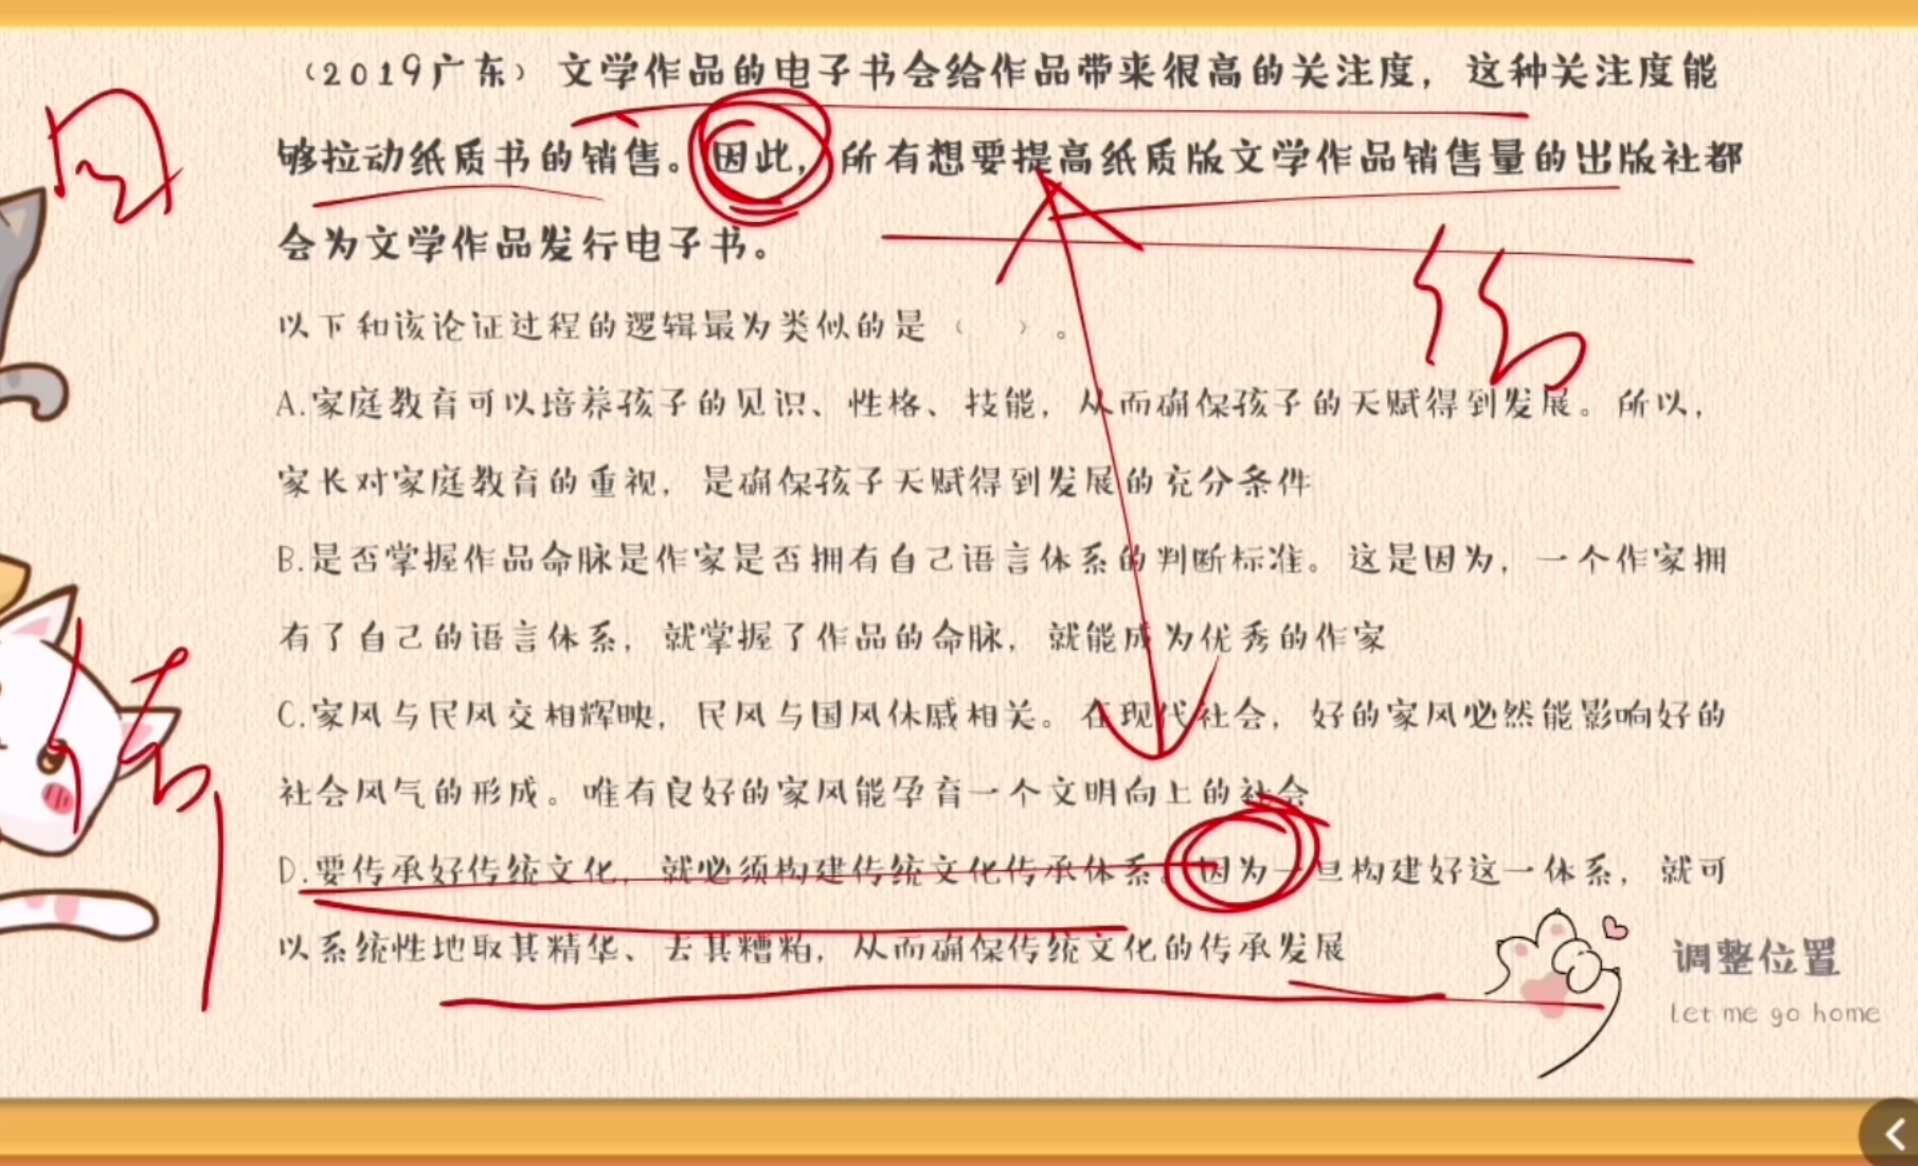 （2019广东）文学作品的电子书会给作品带来很高的关注度，这种关注度能
够拉动纸质书的销售。因此，所有想要提高纸质版文学作品销售量的出版社都
会为文学作品发行电子书。
以下和该论证过程的逻辑最为类似的是（ ）。
A.家庭教育可以培养孩子的见识、性格、技能，从而确保孩子的天赋得到发展。所以，
家长对家庭教育的重视，是确保孩子天赋得到发展的充分条件
B.是否掌握作品命脉是作家是否拥有自己语言体系的判断标准。这是因为，一个作家拥
有了自己的语言体系，就掌握了作品的命脉，就能成为优秀的作家
C.家风与民风交相辉映，民风与国风休戚相关。在现代社会，好的家风必然能影响好的
社会风气的形成。唯有良好的家风能孕育一个文明向上的社会
D.要传承好传统文化，就必须构建传统文化传承体系。因为一旦构建好这一体系，就可
以系统性地取其精华、去其糟粕，从而确保传统文化的传承发展
调整位置
let me go home